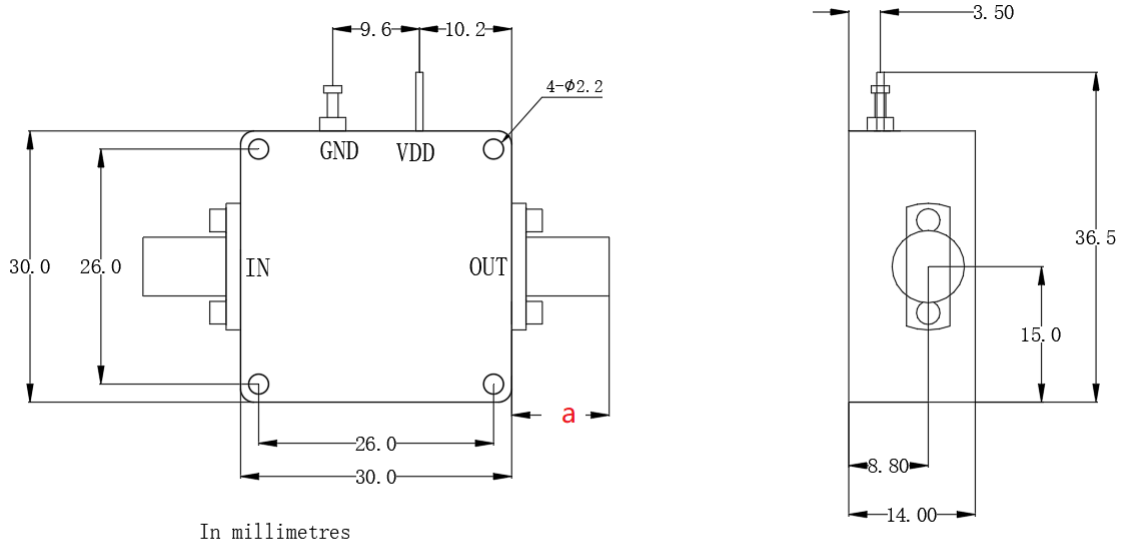 9.6
10.2
3.50
4-ϕ2.2
GND
VDD
30.0
26.0
IN
OUT
36.5
15.0
a
26.0
8.80
30.0
14.00
In millimetres